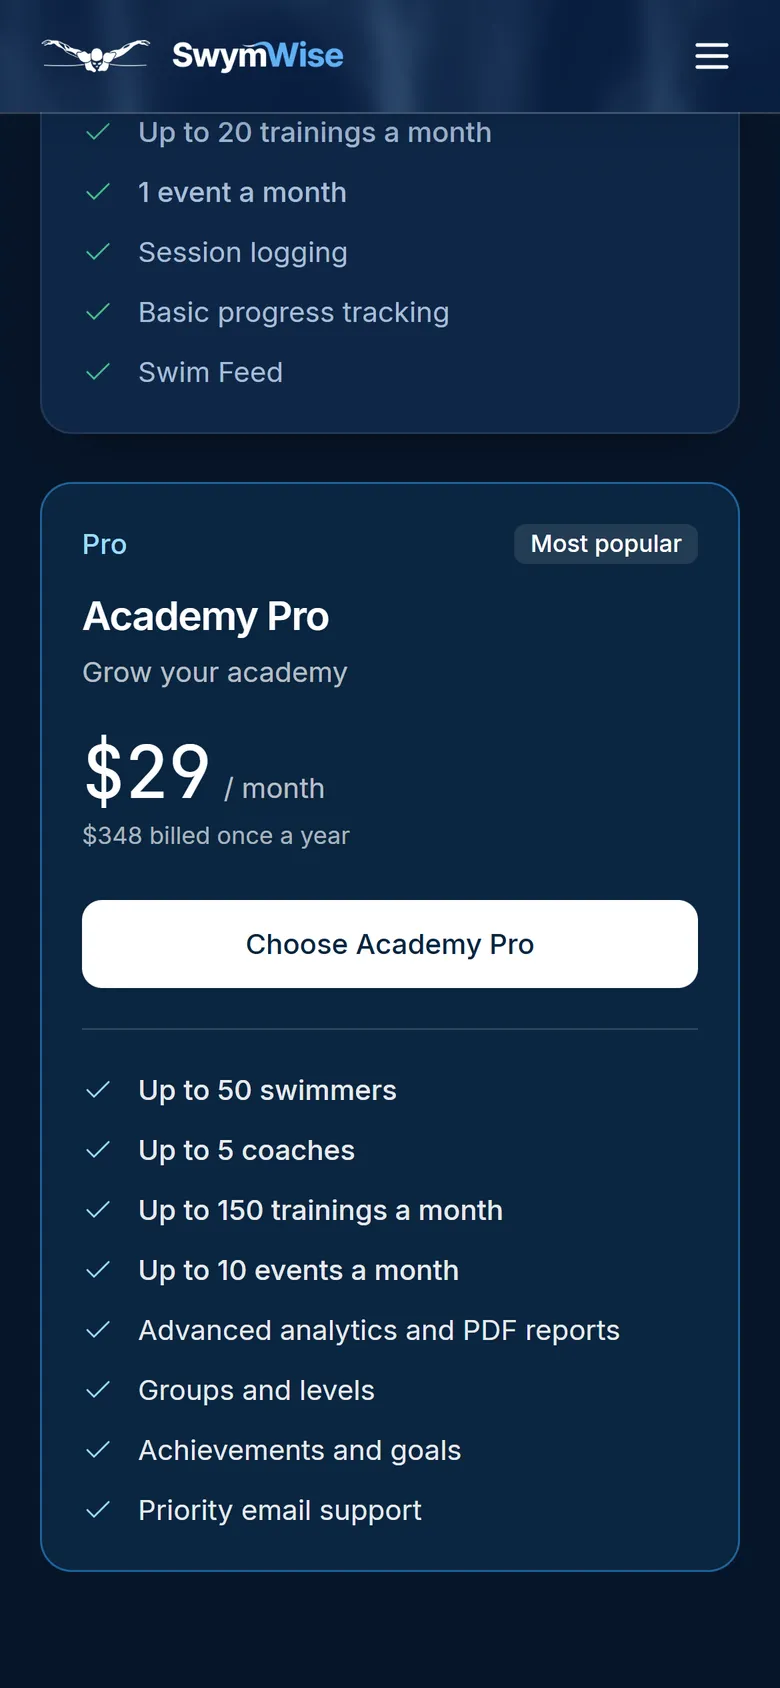 SwymWise
Up to 20 trainings a month
1 event a month
Session logging
Basic progress tracking
Swim Feed
Pro
Most popular
Academy Pro
Grow your academy
$29 / month
$348 billed once a year
Choose Academy Pro
Up to 50 swimmers
Up to 5 coaches
Up to 150 trainings a month
Up to 10 events a month
Advanced analytics and PDF reports
Groups and levels
Achievements and goals
Priority email support